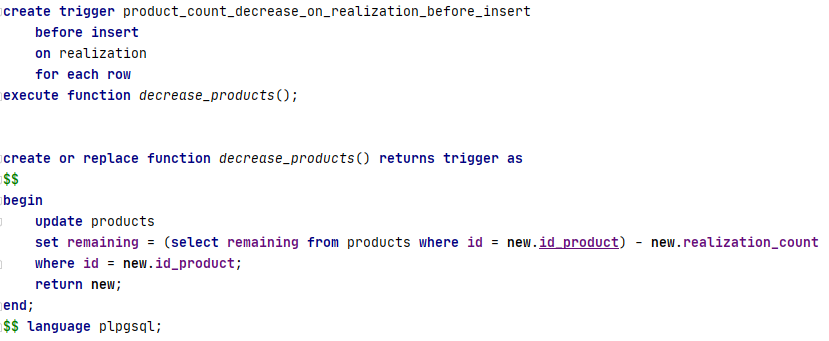 create trigger product_count_decrease_on_realization_before_insert
    before insert
    on realization
    for each row
execute function decrease_products();


create or replace function decrease_products() returns trigger as
$$
begin
    update products
    set remaining = (select remaining from products where id = new.id_product) - new.realization_count
    where id = new.id_product;
    return new;
end;
$$ language plpgsql;